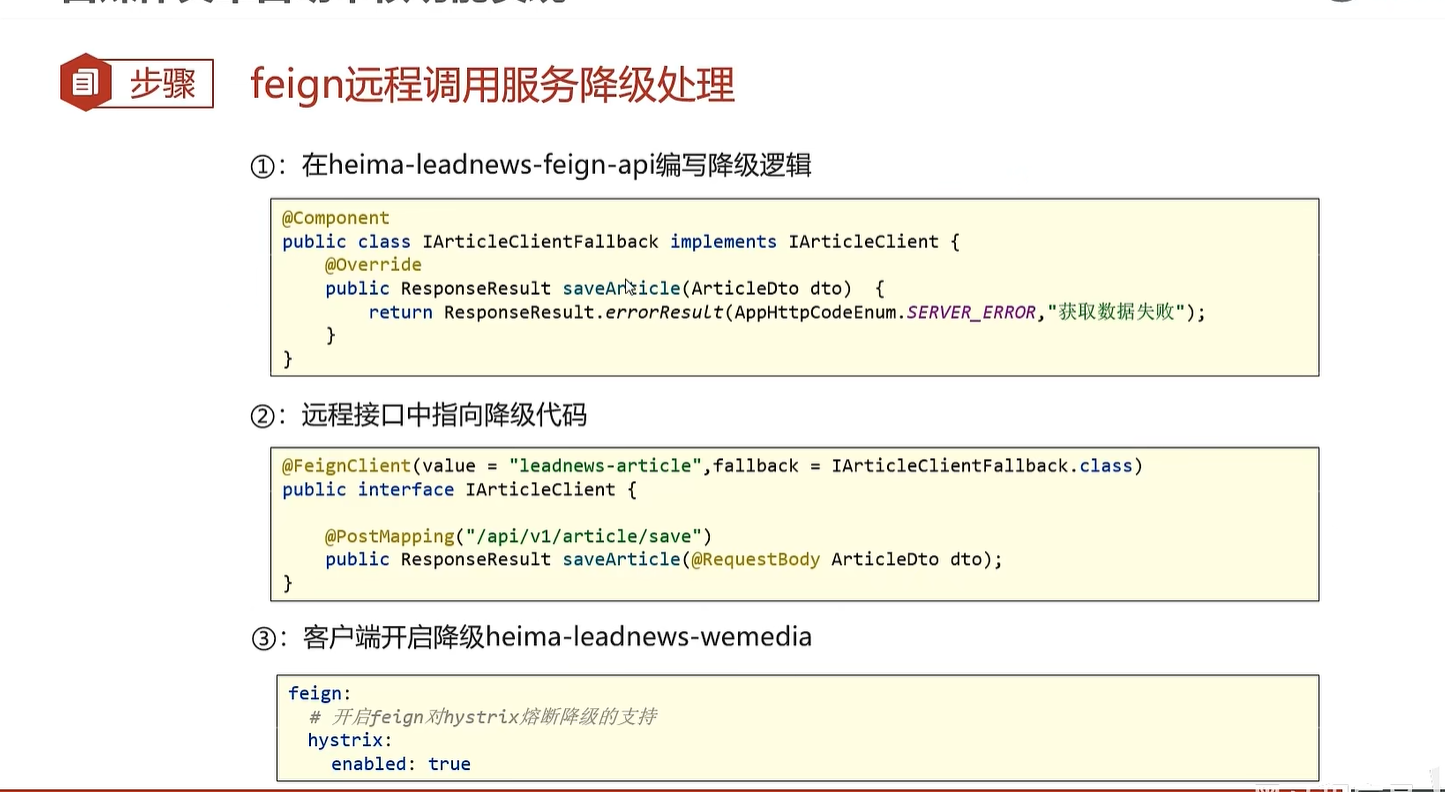 步骤
feign远程调用服务降级处理
①：在heima-leadnews-feign-api编写降级逻辑
@Component
public class IArticleClientFallback implements IArticleClient {
@Override
public ResponseResult saveArticle(ArticleDto dto) {
return ResponseResult.errorResult(AppHttpCodeEnum.SERVER_ERROR,"获取数据失败");
}
}
②：远程接口中指向降级代码
@FeignClient(value = "leadnews-article",fallback = IArticleClientFallback.class)
public interface IArticleClient {
@PostMapping("/api/v1/article/save")
public ResponseResult saveArticle(@RequestBody ArticleDto dto);
}
③：客户端开启降级heima-leadnews-wemedia
feign:
# 开启feign对hystrix熔断降级的支持
hystrix:
enabled: true